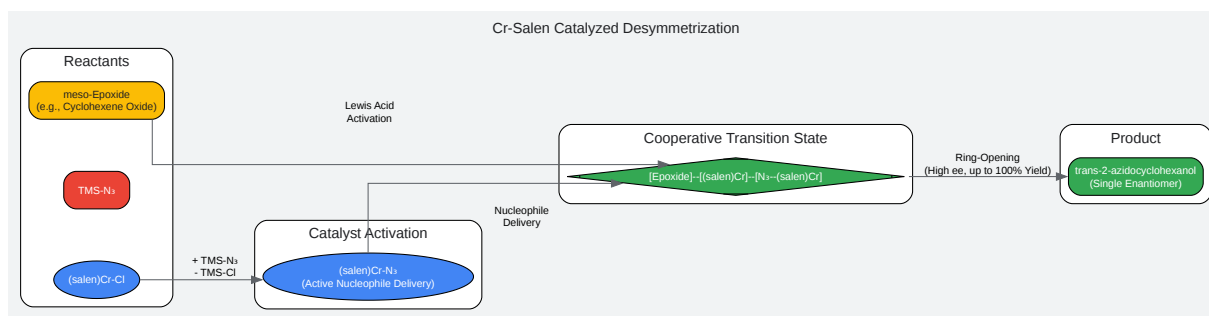 Cr-Salen Catalyzed Desymmetrization
Reactants
meso-Epoxide
(e.g., Cyclohexene Oxide)
TMS-N₃
(salen)Cr-Cl
+ TMS-N₃
- TMS-Cl
Catalyst Activation
(salen)Cr-N₃
(Active Nucleophile Delivery)
Lewis Acid
Activation
Nucleophile
Delivery
Cooperative Transition State
[Epoxide]--[(salen)Cr]--[N₃--(salen)Cr]
Ring-Opening
(High ee, up to 100% Yield)
Product
trans-2-azidocyclohexanol
(Single Enantiomer)